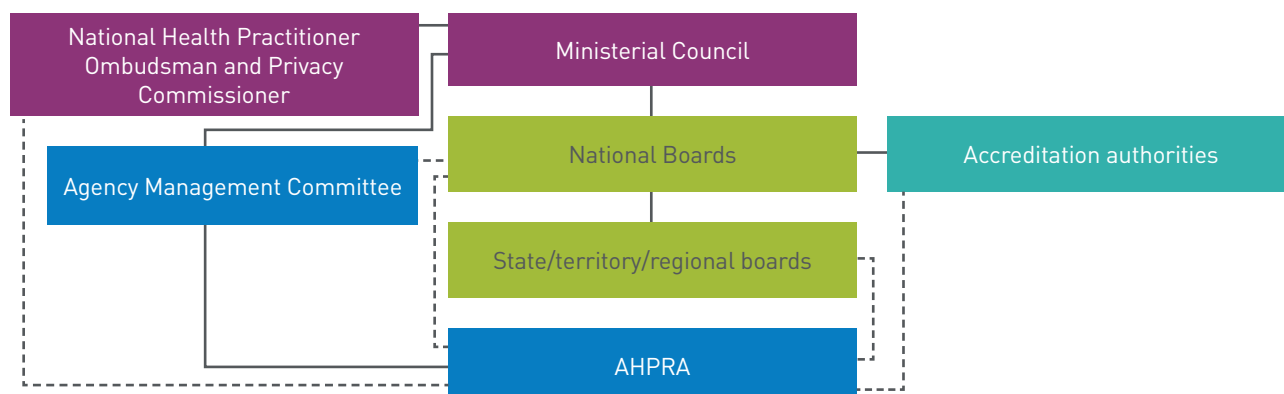 National Health Practitioner
Ombudsman and Privacy
Commissioner
Ministerial Council
National Boards
Accreditation authorities
Agency Management Committee
State/territory/regional boards
AHPRA